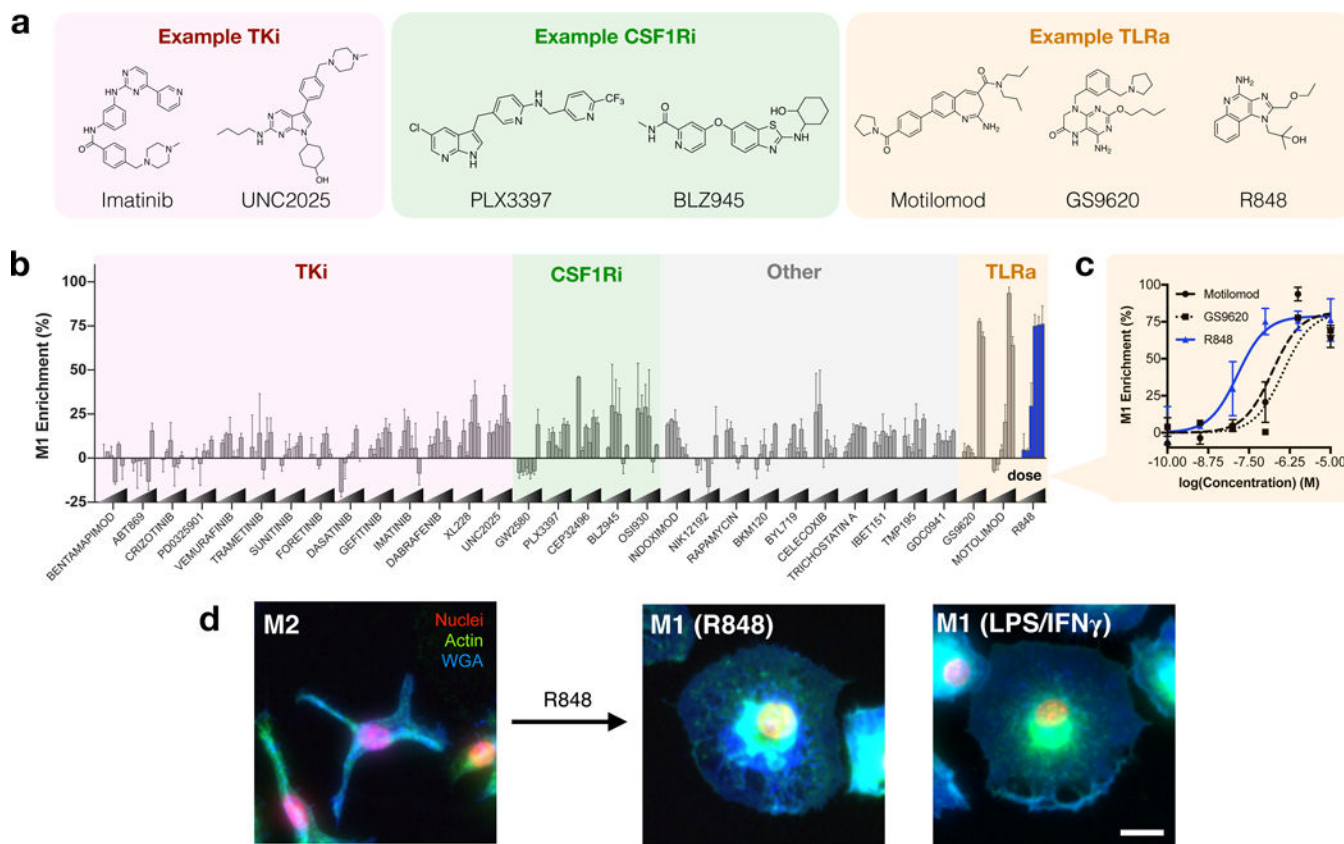 a
Example TKi
Example CSF1Ri
Example TLRa
Imatinib
UNC2025
PLX3397
BLZ945
Motilomod
GS9620
R848
b
TKi
CSF1Ri
Other
TLRa
M1 Enrichment (%)
100
75
50
25
0
-25
dose
BENTAMAPIMOD
ABT869
CRIZOTINIB
PD0325901
VEMURAFINIB
TRAMETINIB
SUNITINIB
FORETINIB
DASATINIB
GEFITINIB
IMATINIB
DABRAFENIB
XL228
UNC2025
GW2580
PLX3397
CEP32496
BLZ945
OSI930
INDOXIMOD
NIK12192
RAPAMYCIN
BKM120
BYL719
CELECOXIB
TRICHOSTATIN A
IBET151
TMP195
GDC0941
GS9620
MOTOLIMOD
R848
c
M1 Enrichment (%)
100
75
50
25
0
Motilomod
GS9620
R848
-10.00 -8.75 -7.50 -6.25 -5.00
log(Concentration) (M)
d
M2
Nuclei
Actin
WGA
R848
M1 (R848)
M1 (LPS/IFNγ)